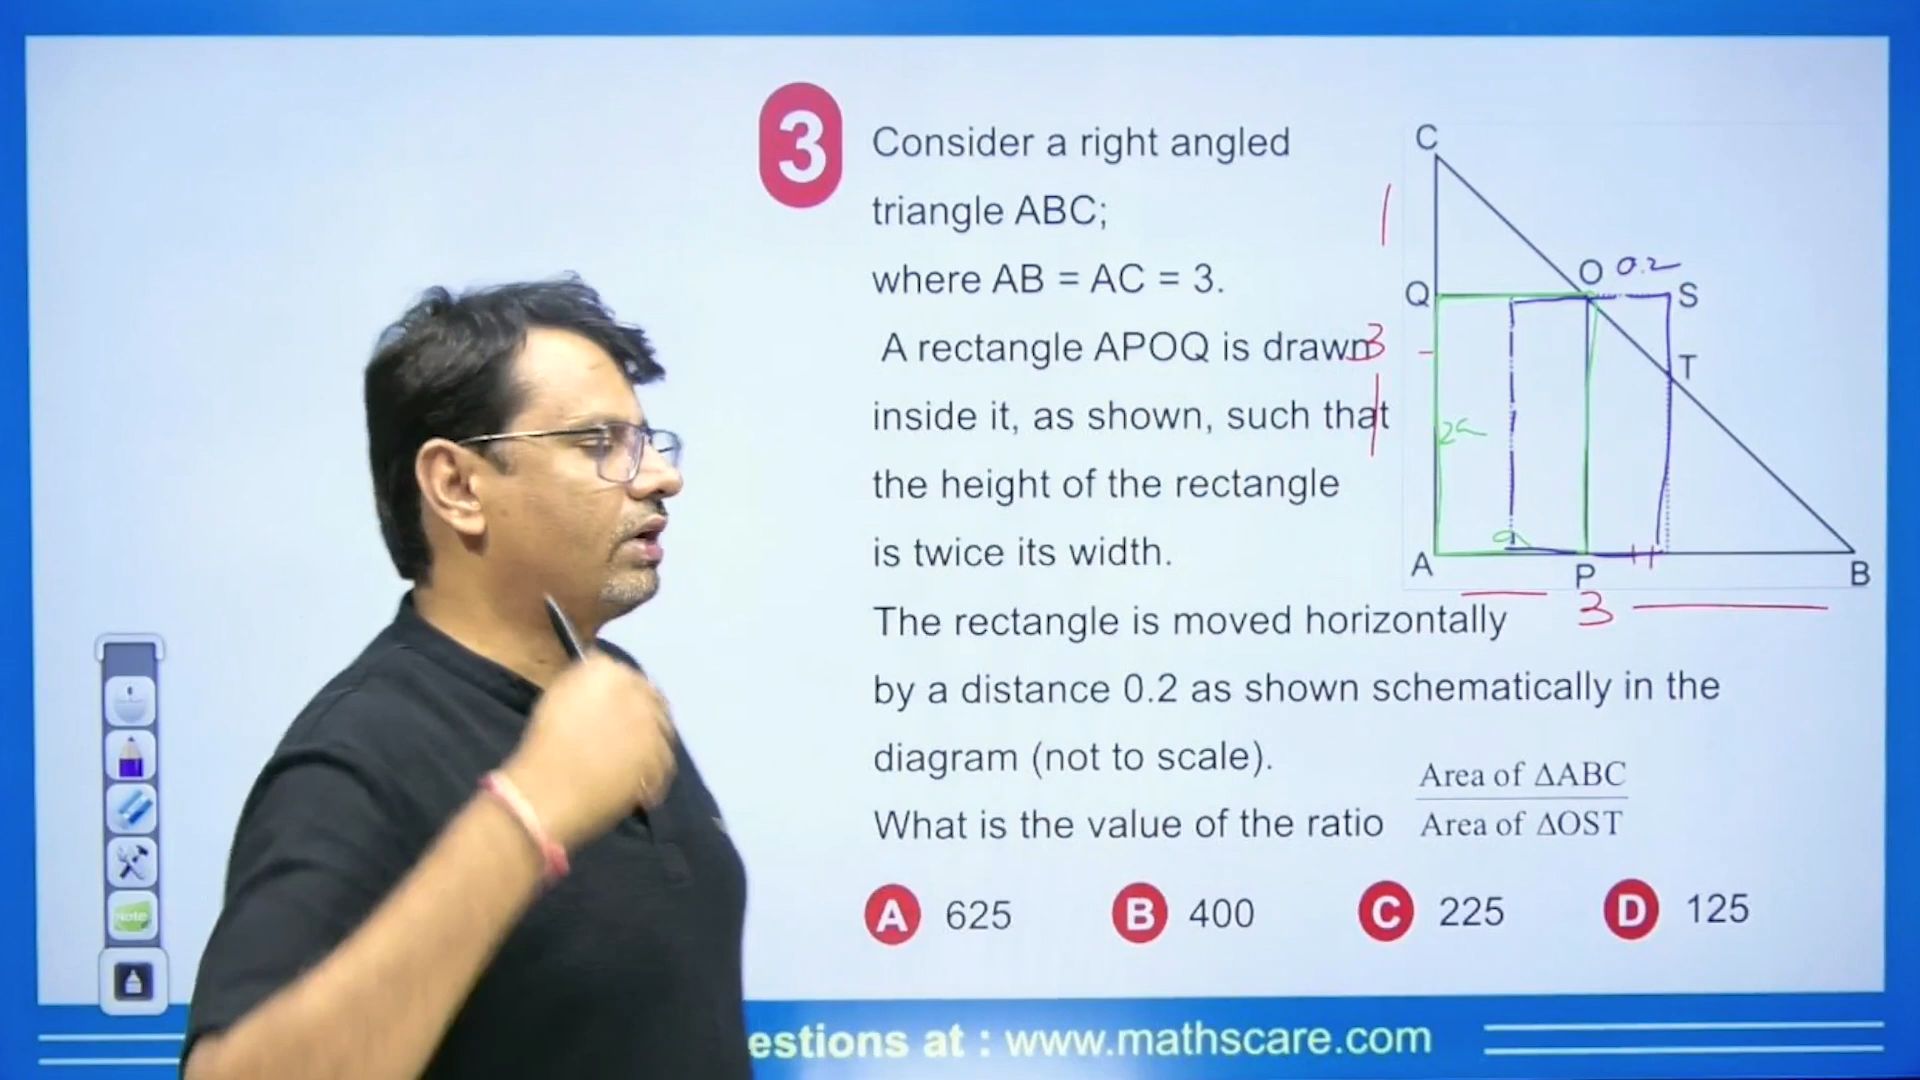 3
Consider a right angled
triangle ABC;
where AB = AC = 3.
A rectangle APOQ is drawn
inside it, as shown, such that
the height of the rectangle
is twice its width.
The rectangle is moved horizontally
by a distance 0.2 as shown schematically in the
diagram (not to scale).
What is the value of the ratio
Area of ΔABC
Area of ΔOST
A 625 B 400 C 225 D 125
C
O 0.2
Q S
3
T
2a
a
A P B
3
Note
estions at : www.mathscare.com